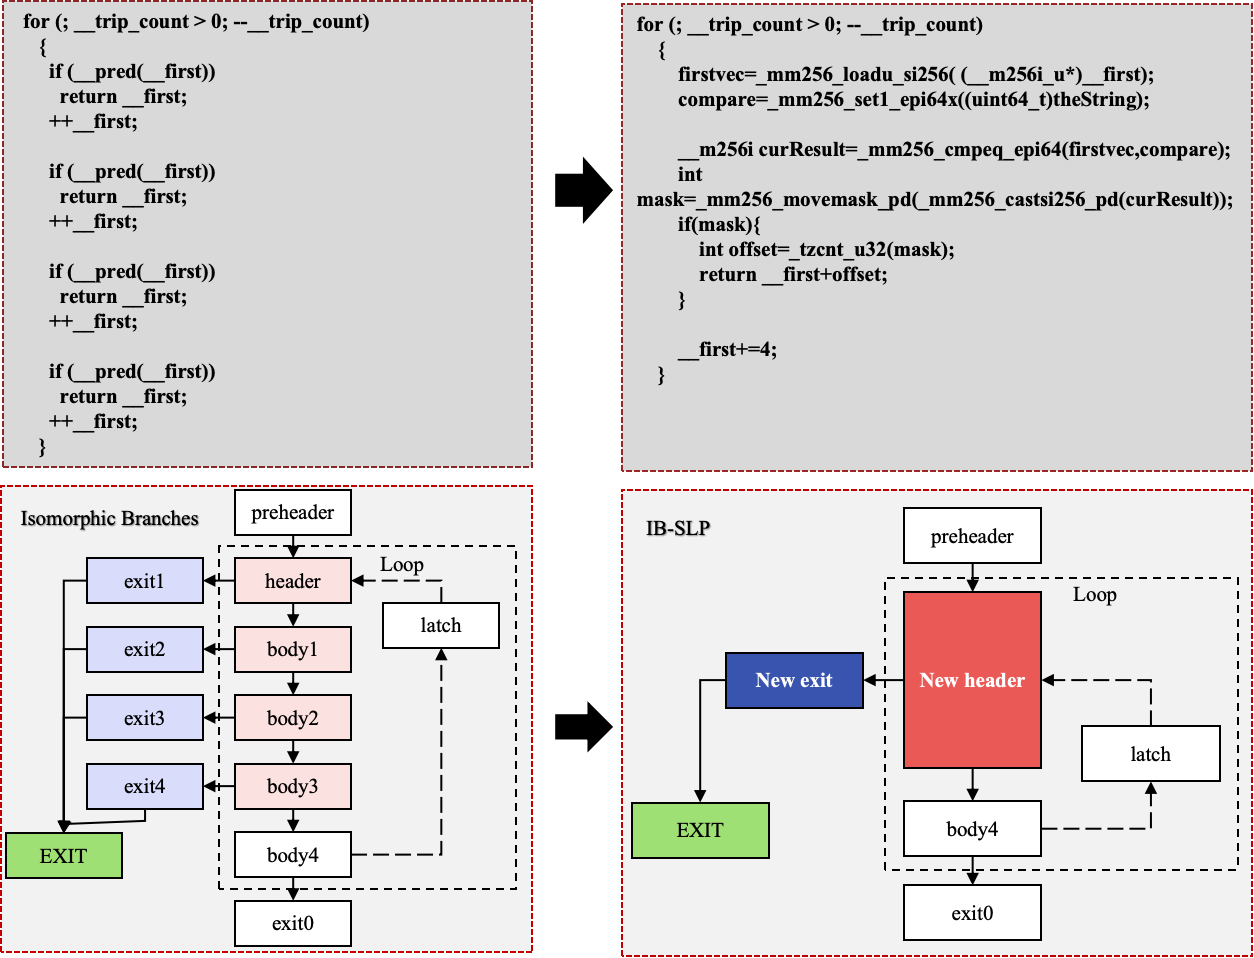 for (; __trip_count > 0; --__trip_count)
{
if (__pred(__first))
return __first;
++__first;
if (__pred(__first))
return __first;
++__first;
if (__pred(__first))
return __first;
++__first;
if (__pred(__first))
return __first;
++__first;
}
for (; __trip_count > 0; --__trip_count)
{
firstvec=_mm256_loadu_si256( (__m256i_u*)__first);
compare=_mm256_set1_epi64x((uint64_t)theString);
__m256i curResult=_mm256_cmpeq_epi64(firstvec,compare);
int
mask=_mm256_movemask_pd(_mm256_castsi256_pd(curResult));
if(mask){
int offset=_tzcnt_u32(mask);
return __first+offset;
}
__first+=4;
}
Isomorphic Branches
preheader
Loop
exit1
header
latch
exit2
body1
exit3
body2
exit4
body3
EXIT
body4
exit0
IB-SLP
preheader
Loop
New exit
New header
latch
EXIT
body4
exit0